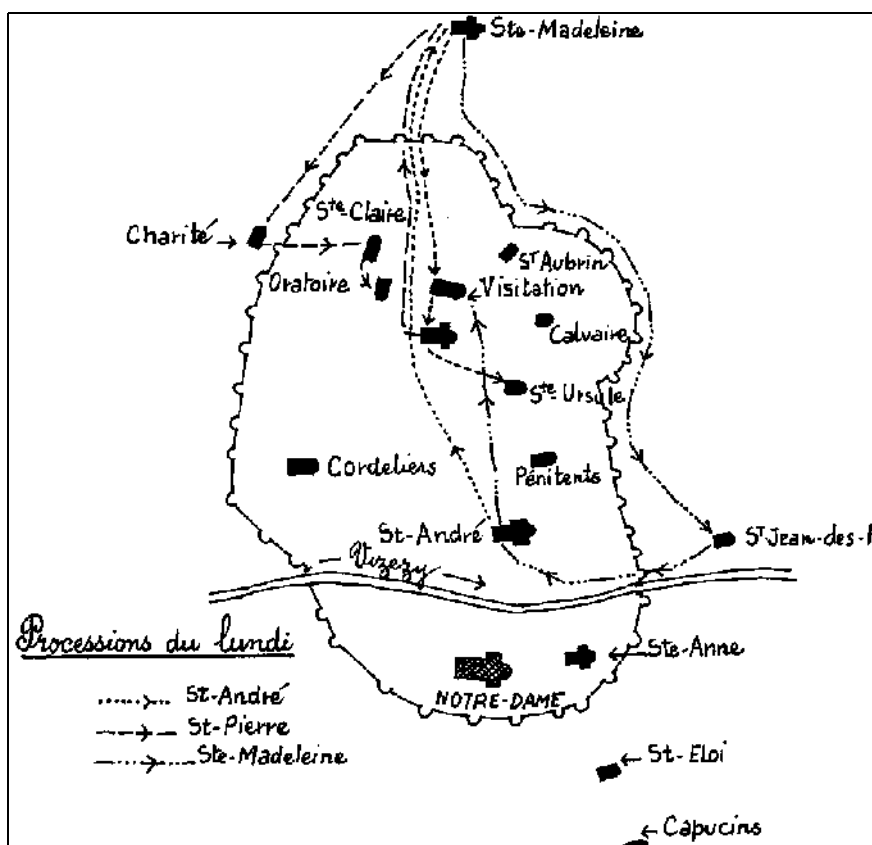 Ste-Madeleine
Ste-Claire
Charité
St Aubrin
Oratoire
Visitation
Calvaire
Ste-Ursule
Cordeliers
Pénitents
St-André
St Jean-des-
Vizezy
Processions du lundi
Ste-Anne
St-André
NOTRE-DAME
St-Pierre
Ste-Madeleine
St-Eloi
Capucins